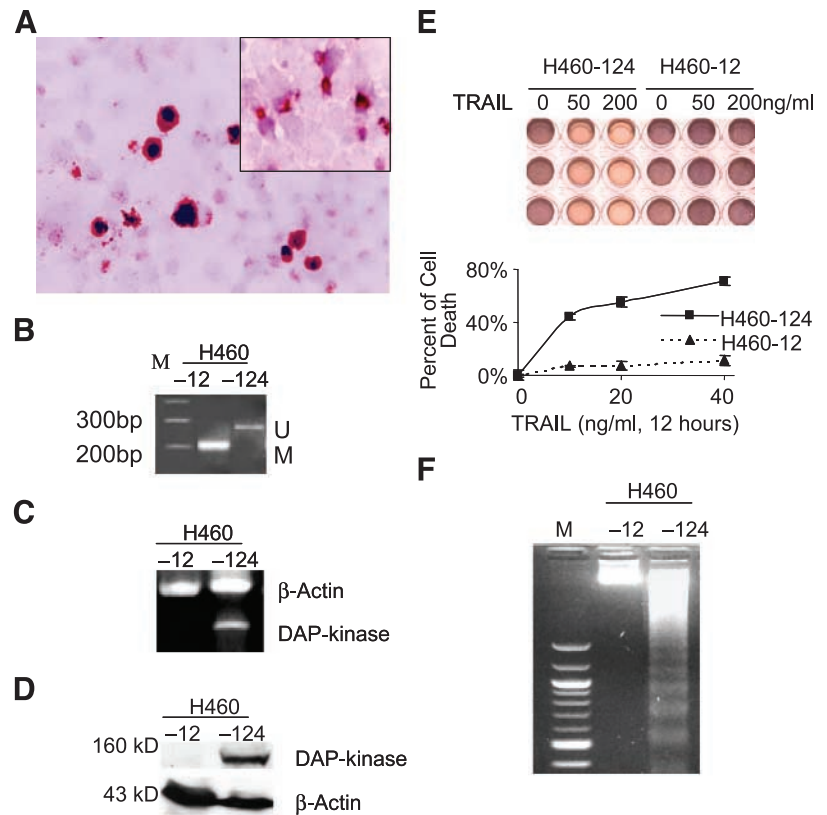 A
B
M H460
–12 –124
300bp
200bp
U
M
C
H460
–12 –124
β-Actin
DAP-kinase
D
H460
–12 –124
160 kD
DAP-kinase
43 kD
β-Actin
E
H460-124 H460-12
TRAIL 0 50 200 0 50 200ng/ml
80%
40%
0%
Percent of Cell
Death
H460-124
H460-12
0 20 40
TRAIL (ng/ml, 12 hours)
F
H460
M –12 –124